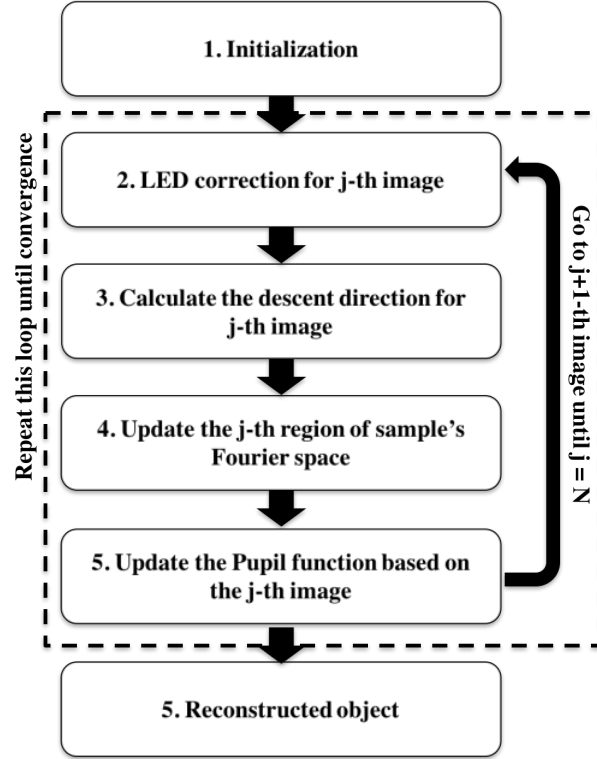 1. Initialization
Repeat this loop until convergence
2. LED correction for j-th image
3. Calculate the descent direction for
j-th image
4. Update the j-th region of sample's
Fourier space
5. Update the Pupil function based on
the j-th image
Go to j+1-th image until j = N
5. Reconstructed object